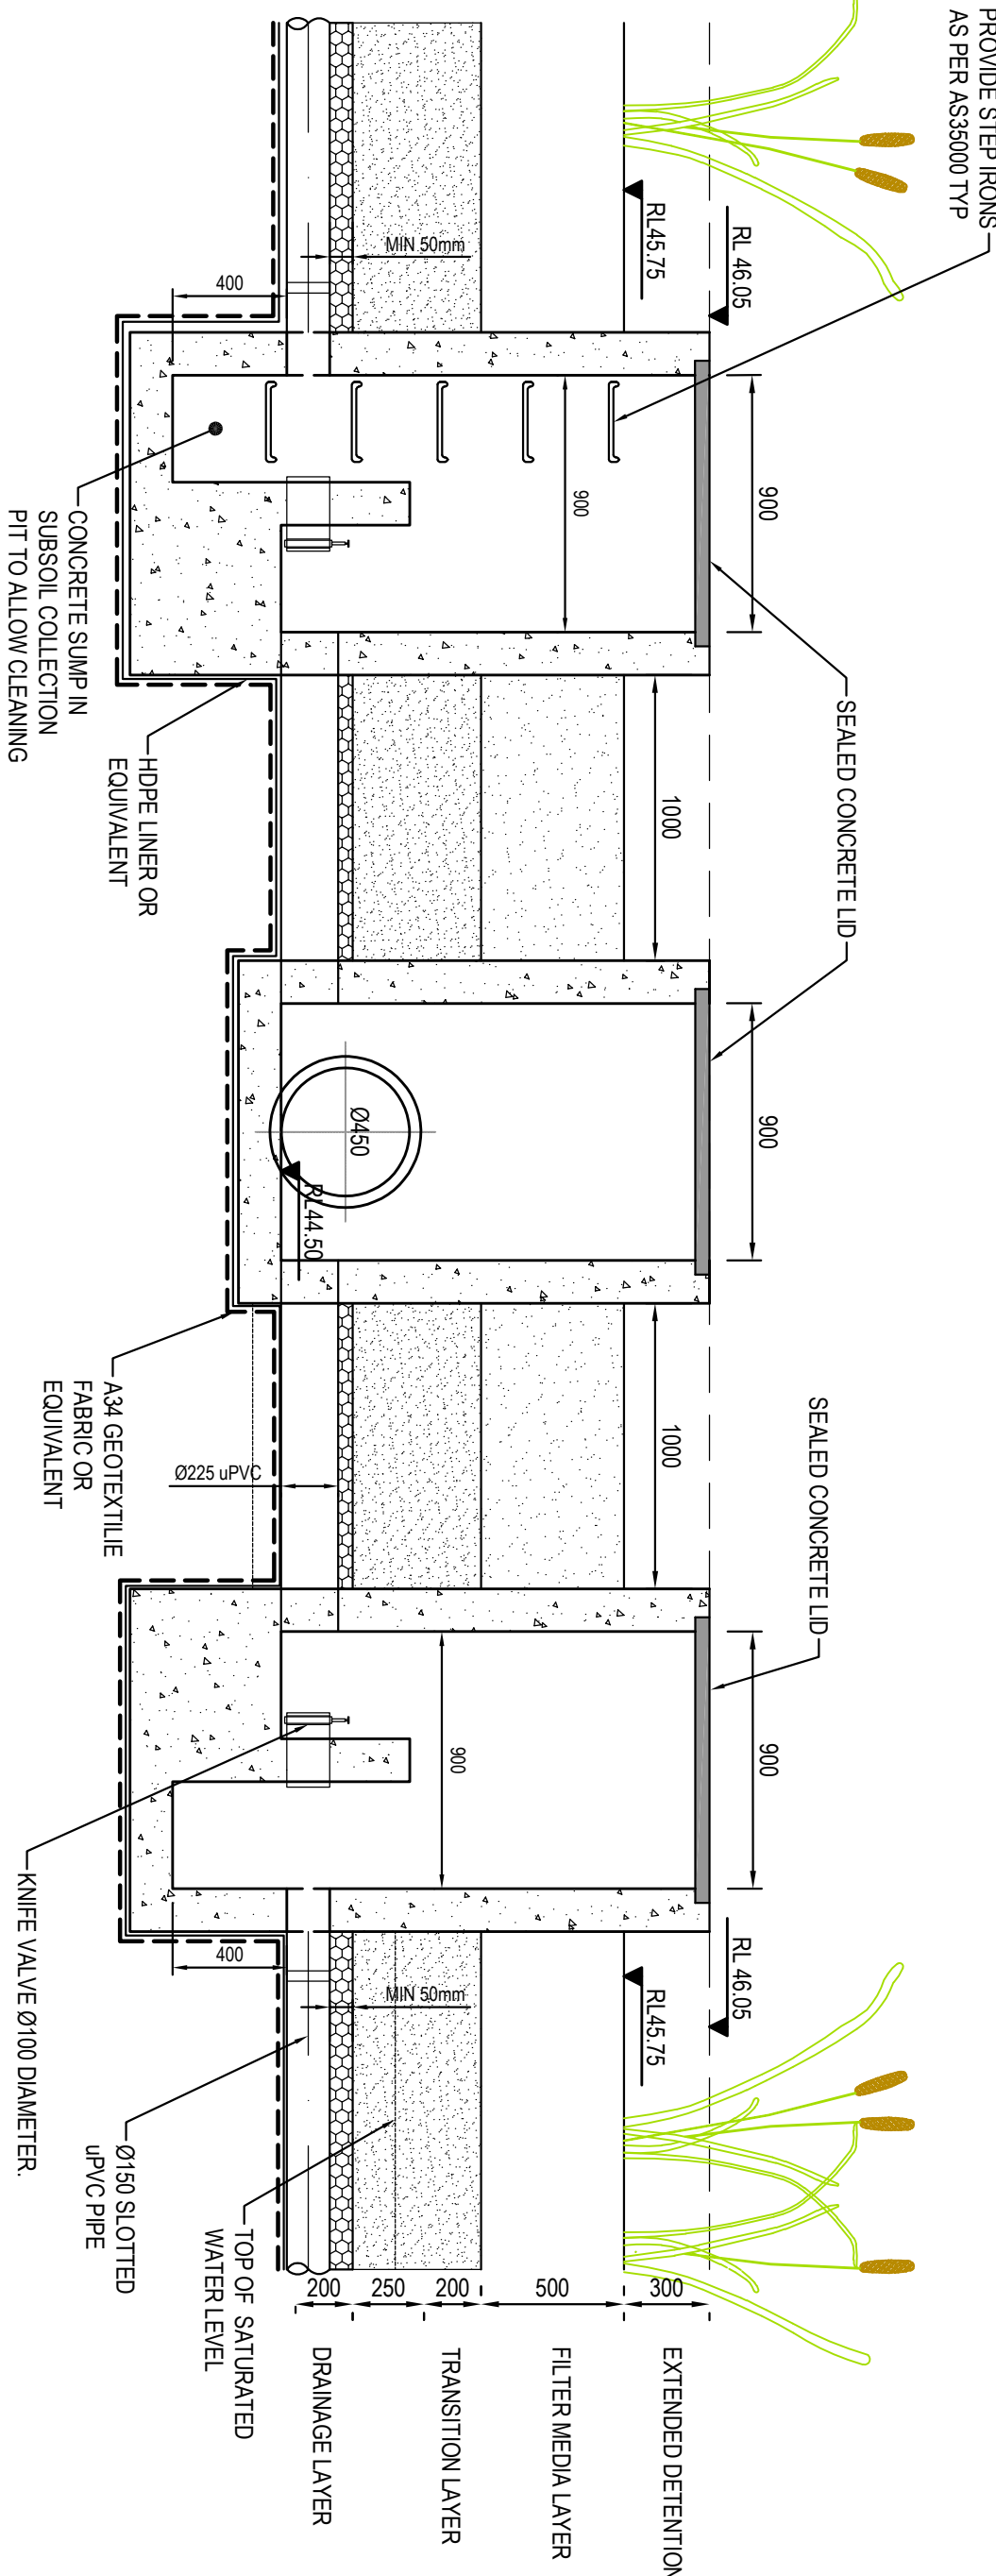 PROVIDE STEP IRONS
AS PER AS35000 TYP
SEALED CONCRETE LID
SEALED CONCRETE LID
RL 46.05
RL45.75
900
1000
900
1000
900
RL 46.05
RL45.75
300
EXTENDED DETENTION
500
FILTER MEDIA LAYER
200
TRANSITION LAYER
250
200
DRAINAGE LAYER
MIN 50mm
900
Ø450
RL44.50
900
MIN 50mm
400
Ø225 uPVC
400
CONCRETE SUMP IN
SUBSOIL COLLECTION
PIT TO ALLOW CLEANING
HDPE LINER OR
EQUIVALENT
A34 GEOTEXTILIE
FABRIC OR
EQUIVALENT
KNIFE VALVE Ø100 DIAMETER.
Ø150 SLOTTED
uPVC PIPE
TOP OF SATURATED
WATER LEVEL